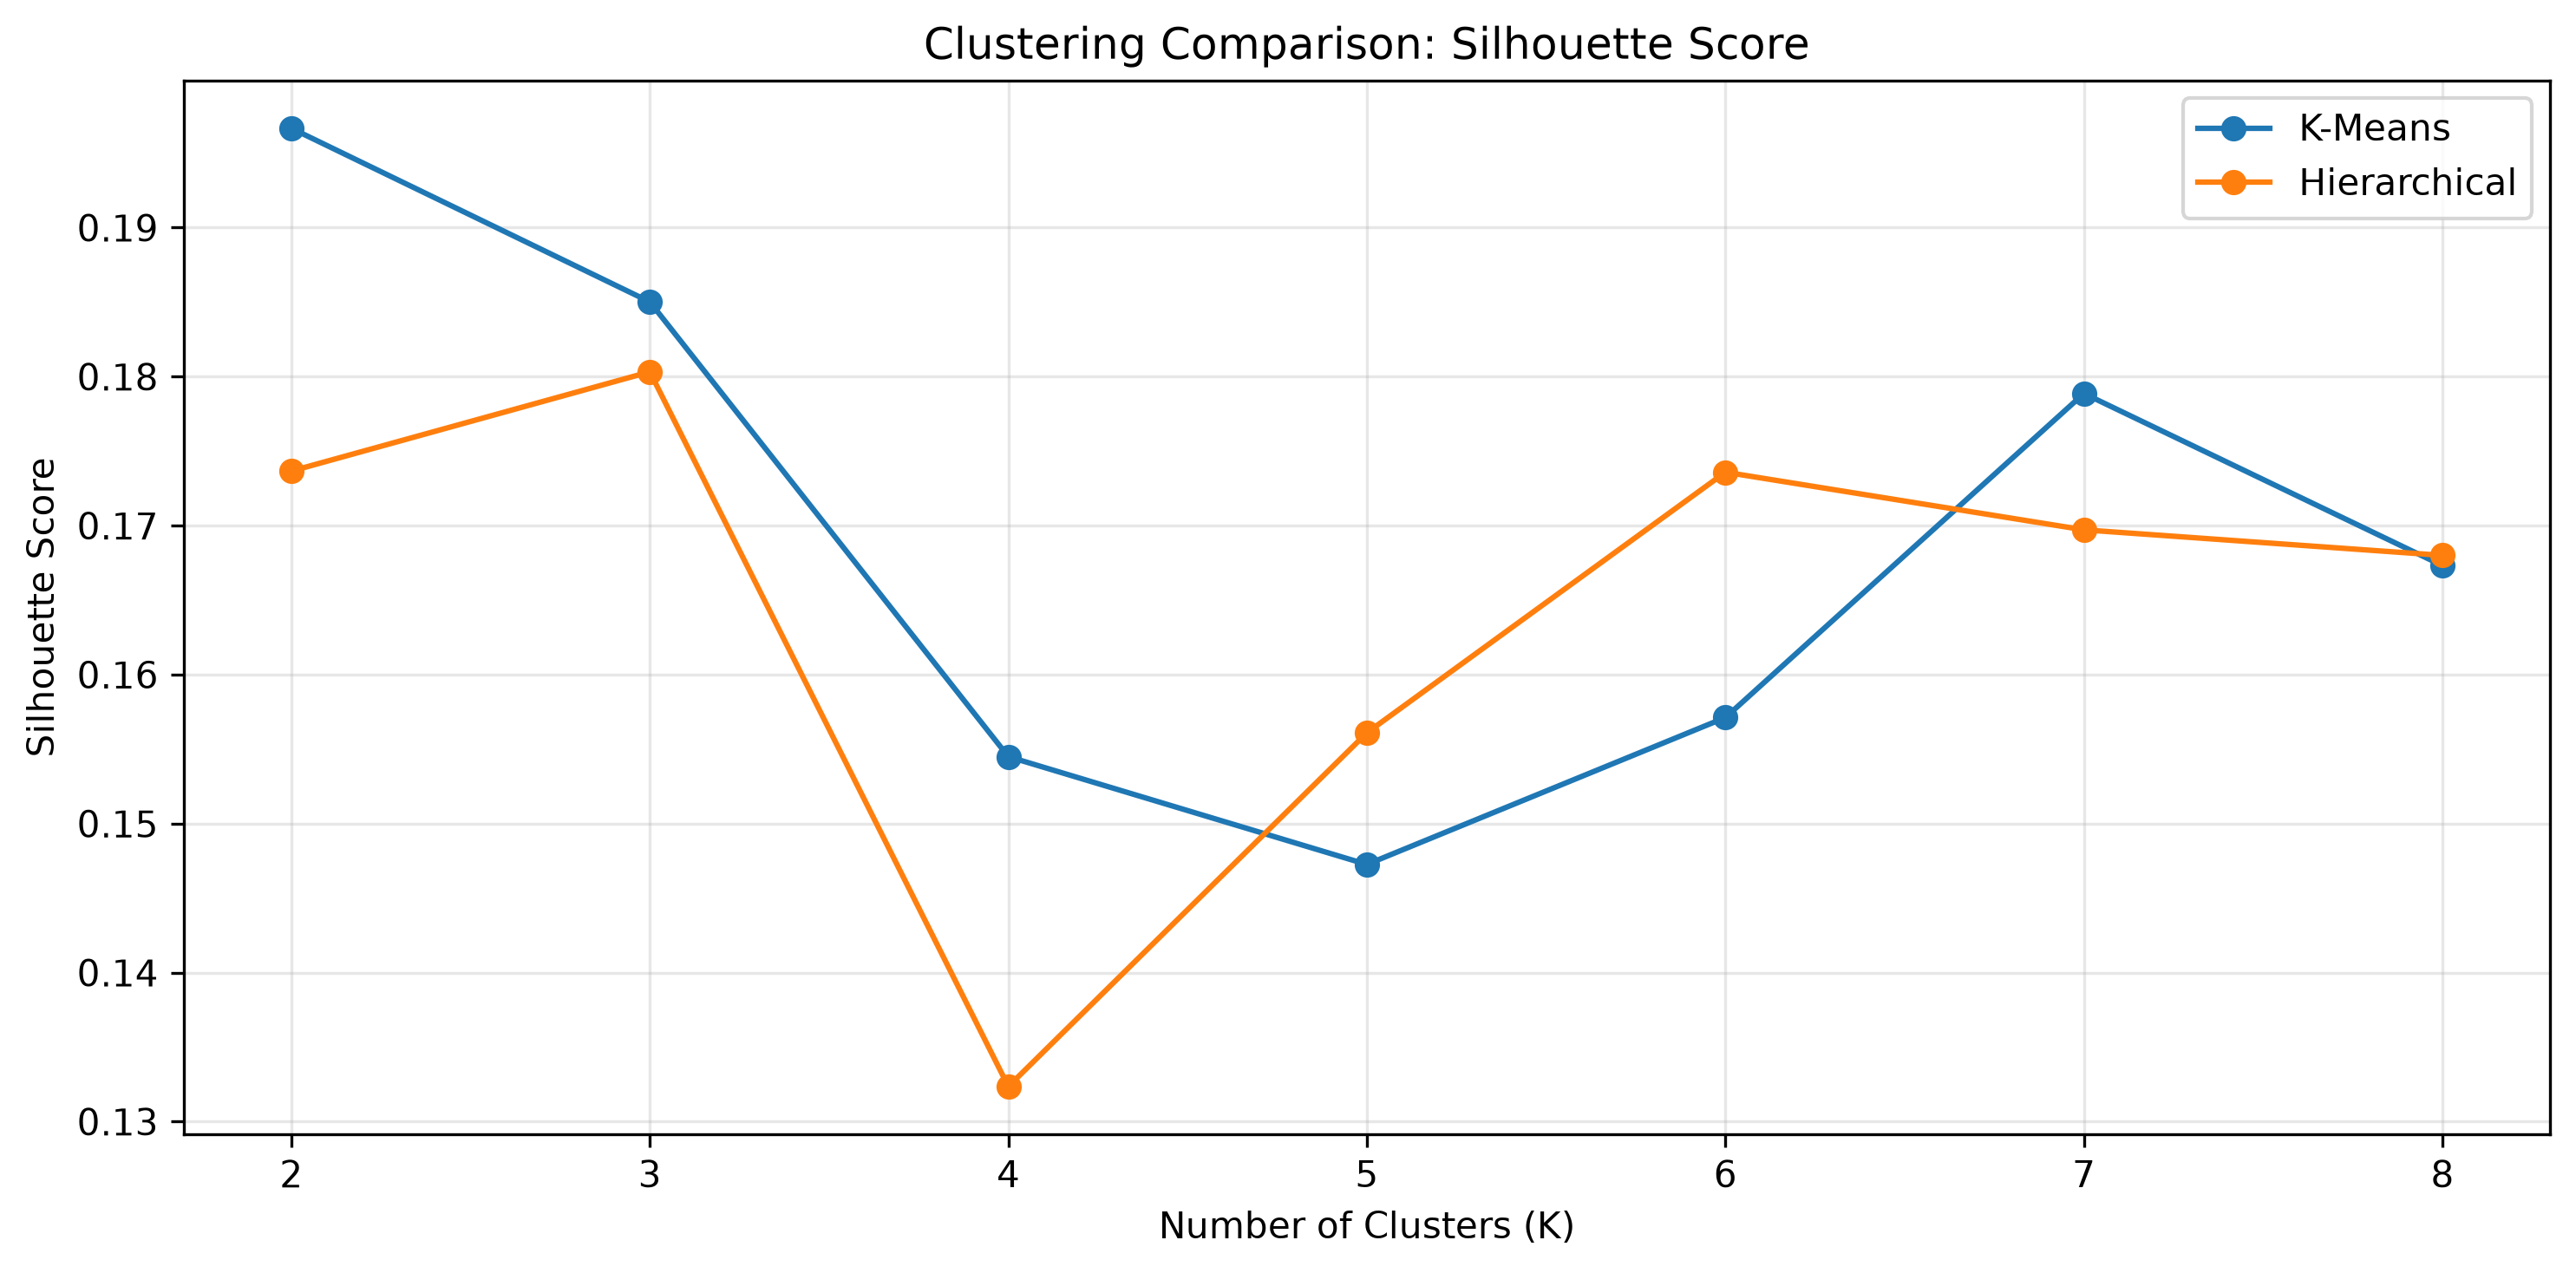 Clustering Comparison: Silhouette Score
K-Means
Hierarchical
Silhouette Score
0.19
0.18
0.17
0.16
0.15
0.14
0.13
2 3 4 5 6 7 8
Number of Clusters (K)